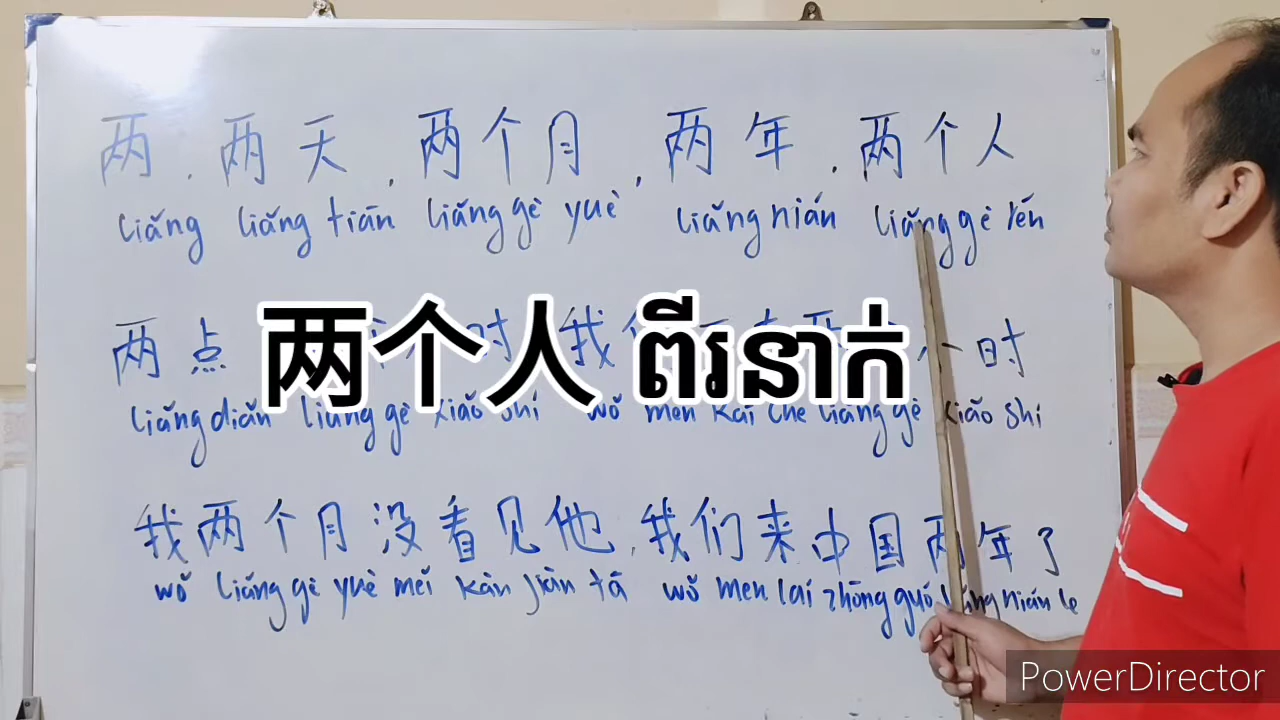 两, 两天, 两个月, 两年, 两个人
liǎng liǎng tiān liǎng gè yuè liǎng nián liǎng gè rén
两点 时 我 小时
两个人 ពីរនាក់
liǎng diǎn liǎng gè xiǎo shí wǒ men kāi chē liǎng gè xiǎo shí
我两个月没看见他, 我们来中国两年了
wǒ liǎng gè yuè méi kàn jiàn tā wǒ men lái zhōng guó liǎng nián le
PowerDirector